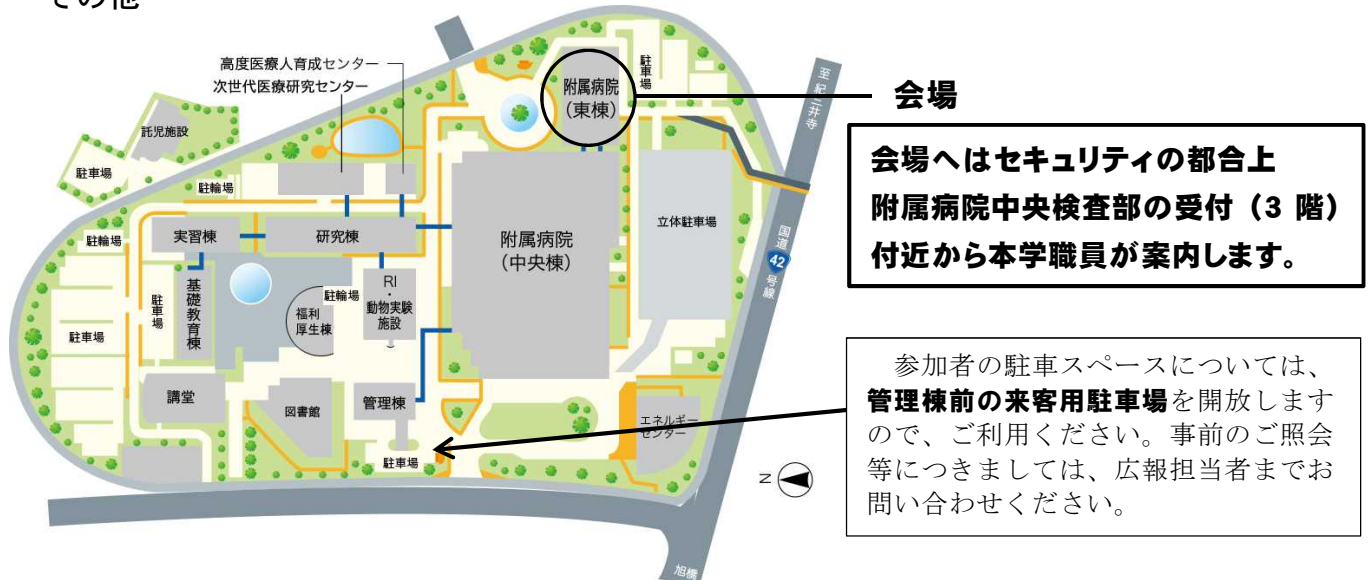 その他
高度医療人育成センター
次世代医療研究センター
附属病院
(東棟)
駐車場
至紀三井寺
会場
託児施設
駐車場
駐輪場
会場へはセキュリティの都合上
附属病院中央検査部の受付（3 階）
付近から本学職員が案内します。
駐輪場
実習棟
研究棟
附属病院
(中央棟)
立体駐車場
国道42号線
RI
・
動物実験
施設
駐輪場
基礎教育棟
駐車場
福利
厚生棟
駐車場
参加者の駐車スペースについては、
管理棟前の来客用駐車場を開放します
ので、ご利用ください。事前のご照会
等につきましては、広報担当者までお
問い合わせください。
講堂
図書館
管理棟
エネルギー
センター
駐車場
N
旭橋